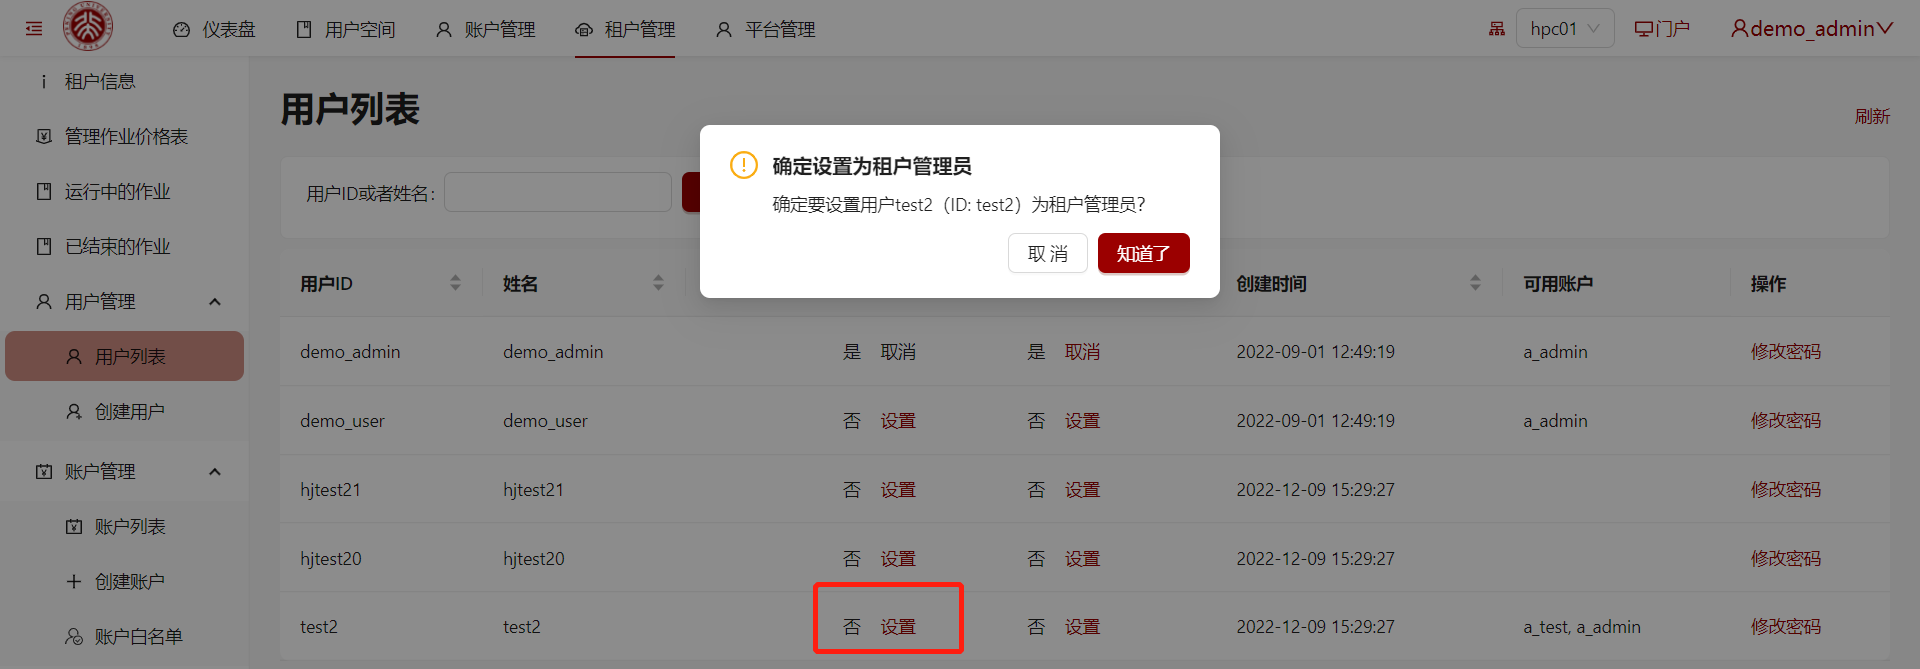 仪表盘 用户空间 账户管理 租户管理 平台管理 hpc01 门户 demo_admin
租户信息
管理作业价格表
运行中的作业
已结束的作业
用户管理
用户列表
创建用户
账户管理
账户列表
创建账户
账户白名单
用户列表
刷新
用户ID或者姓名:
确定设置为租户管理员
确定要设置用户test2（ID: test2）为租户管理员?
取 消 知道了
用户ID 姓名 创建时间 可用账户 操作
demo_admin demo_admin 是 取消 是 取消 2022-09-01 12:49:19 a_admin 修改密码
demo_user demo_user 否 设置 否 设置 2022-09-01 12:49:19 a_admin 修改密码
hjtest21 hjtest21 否 设置 否 设置 2022-12-09 15:29:27 修改密码
hjtest20 hjtest20 否 设置 否 设置 2022-12-09 15:29:27 修改密码
test2 test2 否 设置 否 设置 2022-12-09 15:29:27 a_test, a_admin 修改密码